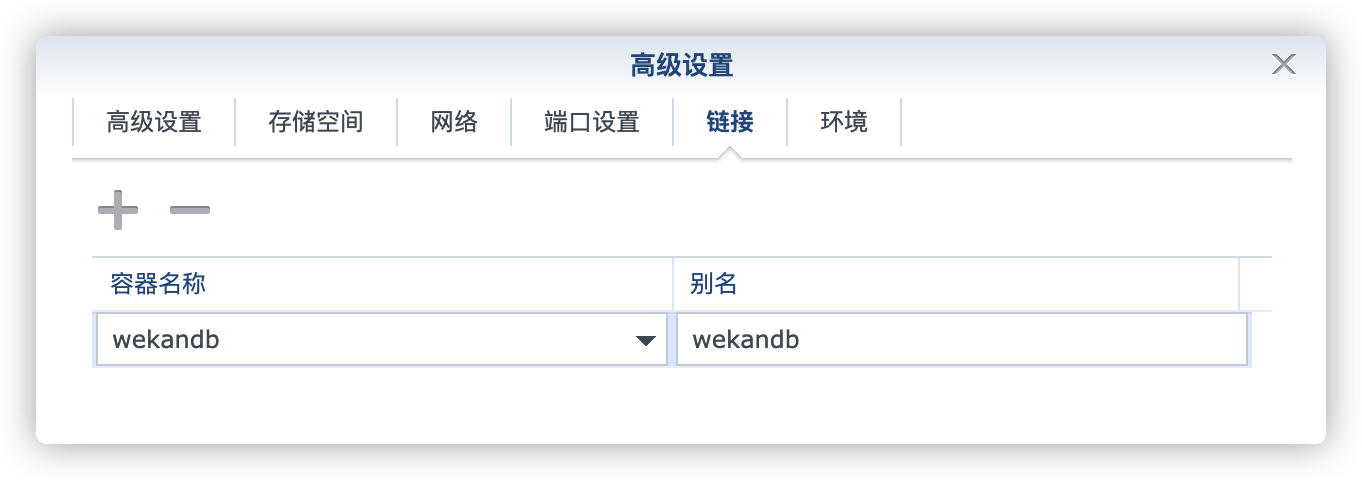 高级设置
高级设置 存储空间 网络 端口设置 链接 环境
容器名称 别名
wekandb wekandb